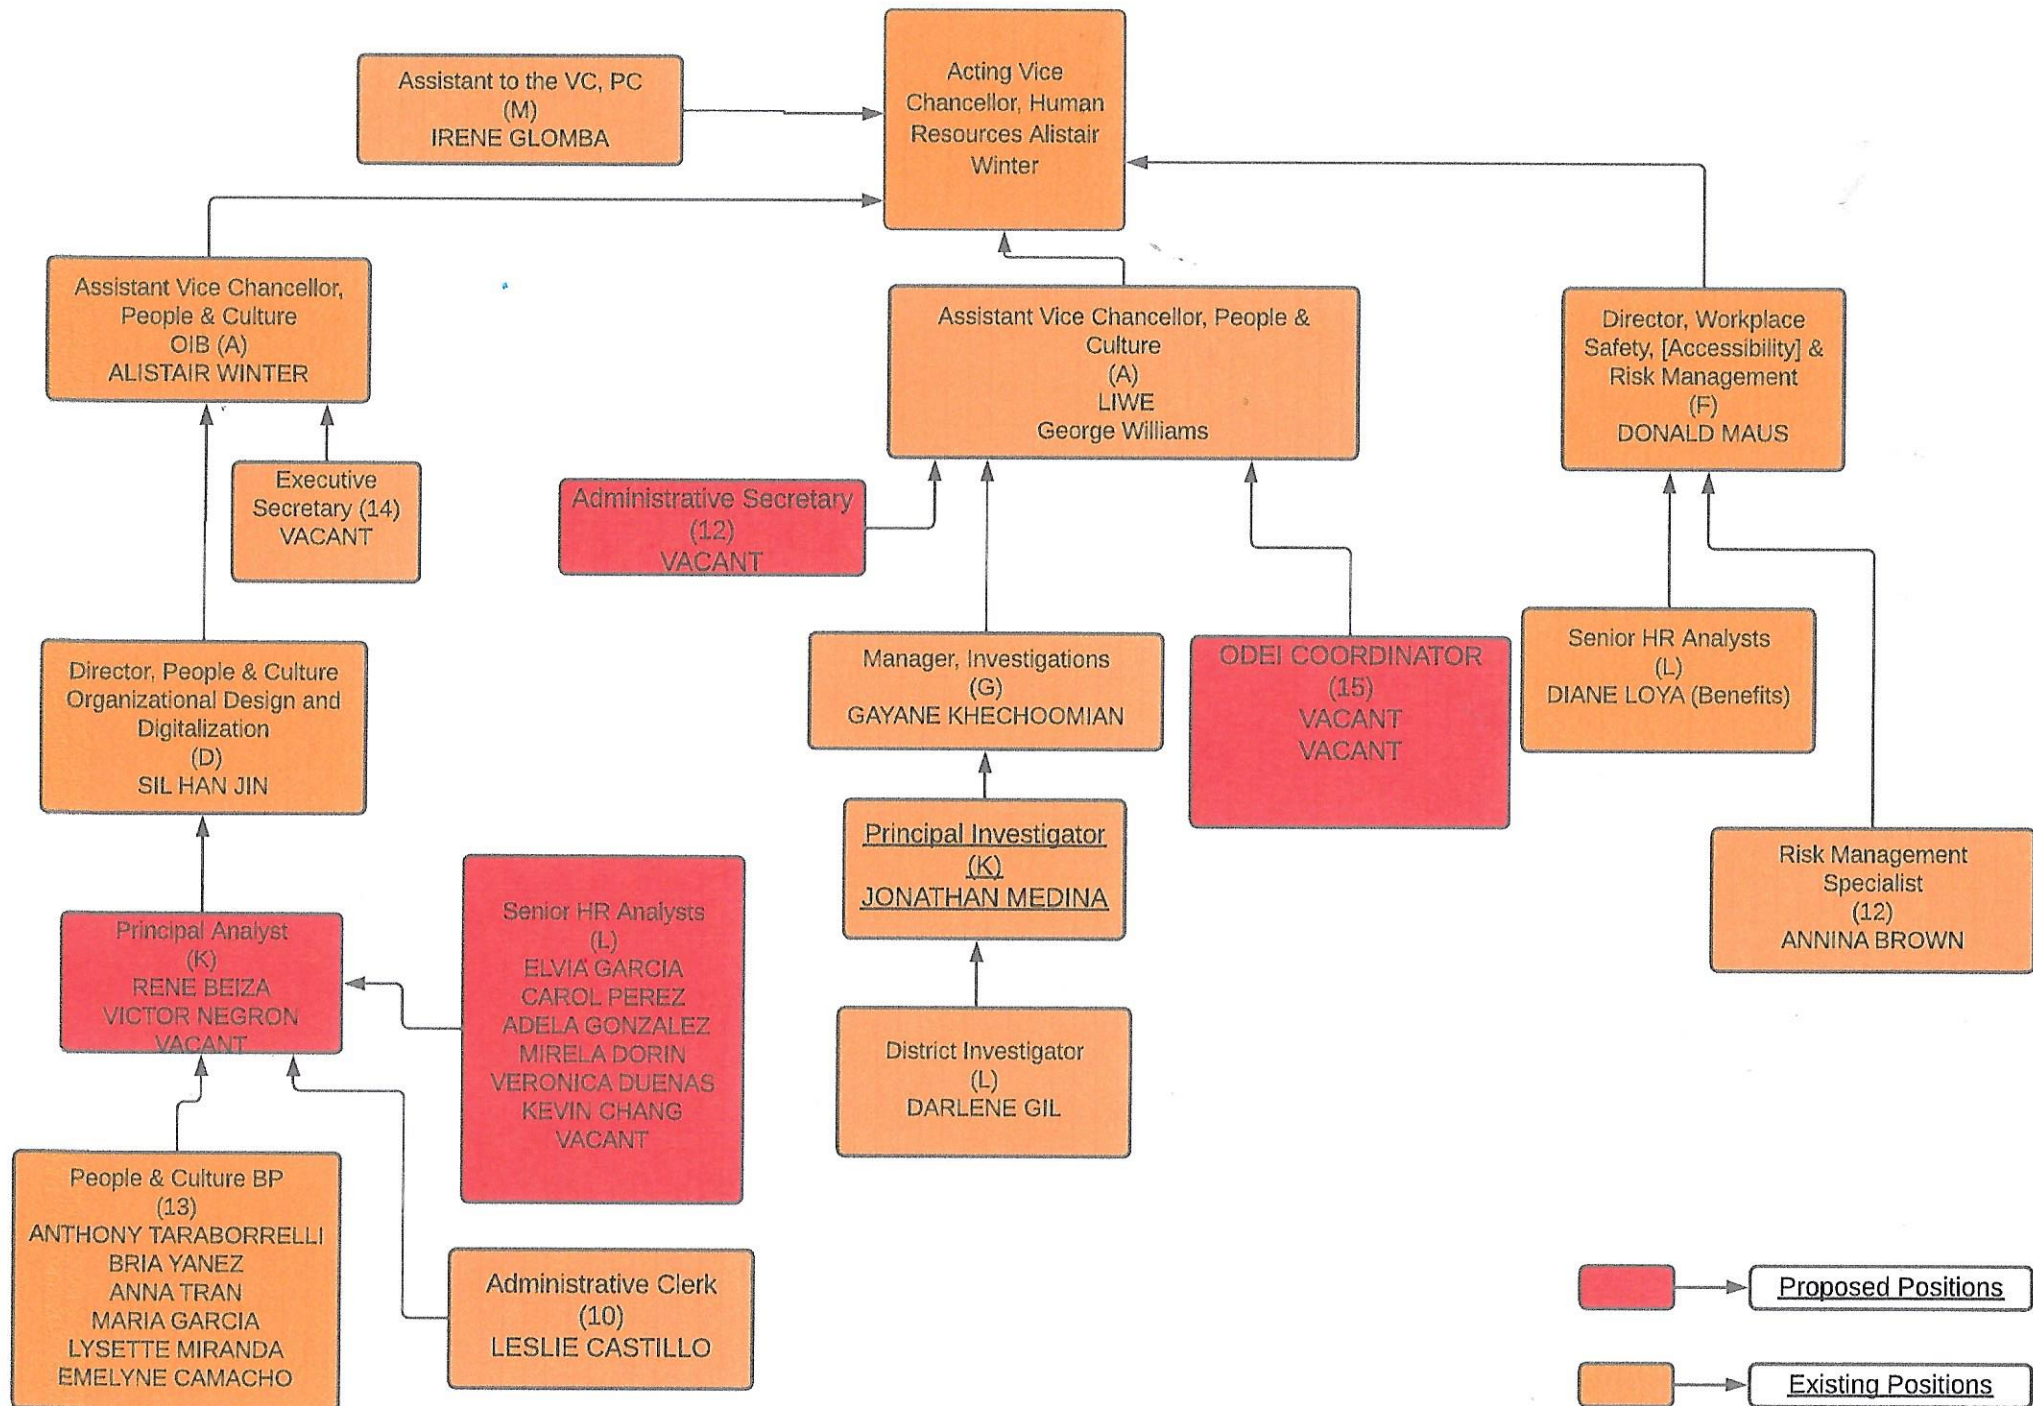 Assistant to the VC, PC
(M)
IRENE GLOMBA
Acting Vice
Chancellor, Human
Resources Alistair
Winter
Assistant Vice Chancellor,
People & Culture
OIB (A)
ALISTAIR WINTER
Assistant Vice Chancellor, People &
Culture
(A)
LIWE
George Williams
Director, Workplace
Safety, [Accessibility] &
Risk Management
(F)
DONALD MAUS
Executive
Secretary (14)
VACANT
Administrative Secretary
(12)
VACANT
Director, People & Culture
Organizational Design and
Digitalization
(D)
SIL HAN JIN
Manager, Investigations
(G)
GAYANE KHECHOOMIAN
ODEI COORDINATOR
(15)
VACANT
VACANT
Senior HR Analysts
(L)
DIANE LOYA (Benefits)
Principal Investigator
(K)
JONATHAN MEDINA
Risk Management
Specialist
(12)
ANNINA BROWN
Principal Analyst
(K)
RENE BEIZA
VICTOR NEGRON
VACANT
Senior HR Analysts
(L)
ELVIA GARCIA
CAROL PEREZ
ADELA GONZALEZ
MIRELA DORIN
VERONICA DUENAS
KEVIN CHANG
VACANT
District Investigator
(L)
DARLENE GIL
People & Culture BP
(13)
ANTHONY TARABORRELLI
BRIA YANEZ
ANNA TRAN
MARIA GARCIA
LYSETTE MIRANDA
EMELYNE CAMACHO
Administrative Clerk
(10)
LESLIE CASTILLO
Proposed Positions
Existing Positions